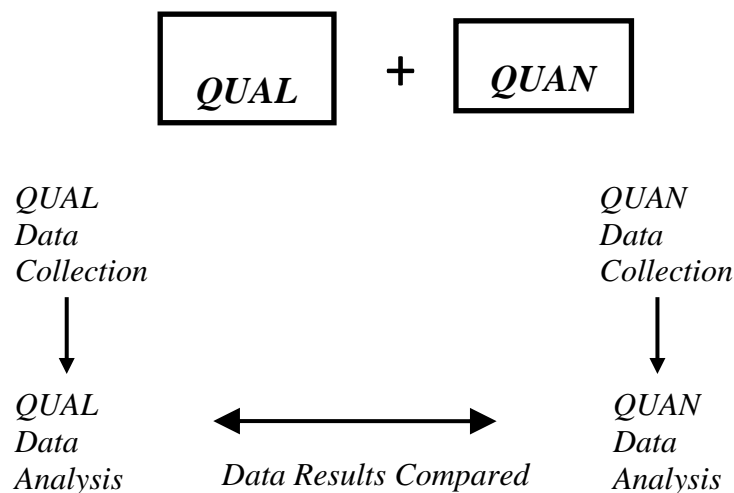 QUAL + QUAN
QUAL
Data
Collection
QUAN
Data
Collection
QUAL
Data
Analysis
Data Results Compared
QUAN
Data
Analysis